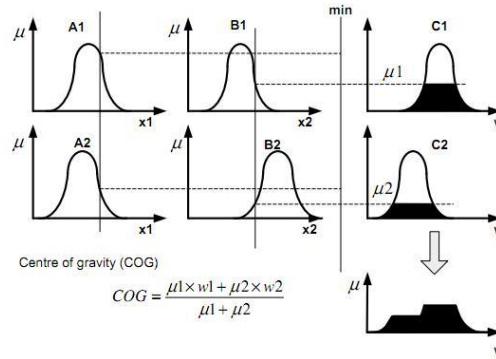 min
μ A1 μ B1 C1
μ1
x1 x2
μ A2 μ B2 C2
μ2
x1 x2
Centre of gravity (COG)
COG = μ1 × w1 + μ2 × w2 / μ1 + μ2
μ